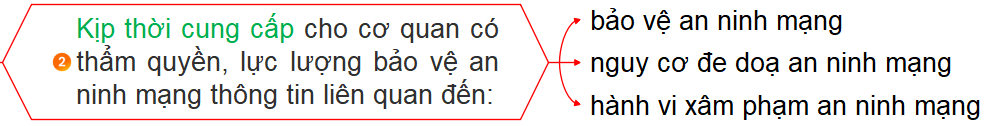 Kịp thời cung cấp cho cơ quan có
2 thẩm quyền, lực lượng bảo vệ an
ninh mạng thông tin liên quan đến:
bảo vệ an ninh mạng
nguy cơ đe doạ an ninh mạng
hành vi xâm phạm an ninh mạng